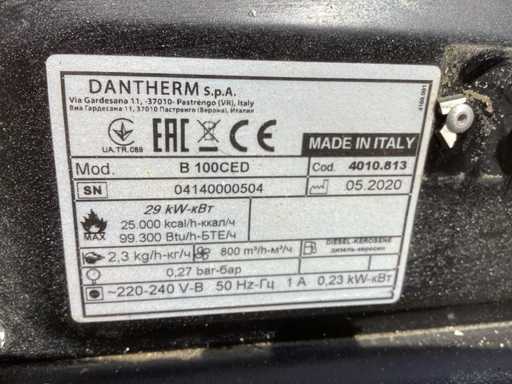 DANTHERM S.p.A.
Via Gardesana 11, -37010- Pastrengo (VR), Italy
Виа Гардесана 11, 37010 Пастренго (Верона), Италия
UA.TR.089
EAC CE
MADE IN ITALY
Mod. B 100CED Cod. 4010.813
SN 04140000504 05.2020
29 kW-кВт
MAX
25.000 kcal/h-ккал/ч
99.300 Btu/h-БТЕ/ч
2,3 kg/h-кг/ч 800 m³/h-м³/ч DIESEL-KEROSENE
дизель-керосин
0,27 bar-бар
~220-240 V-В 50 Hz-Гц 1 A 0,23 kW-кВт